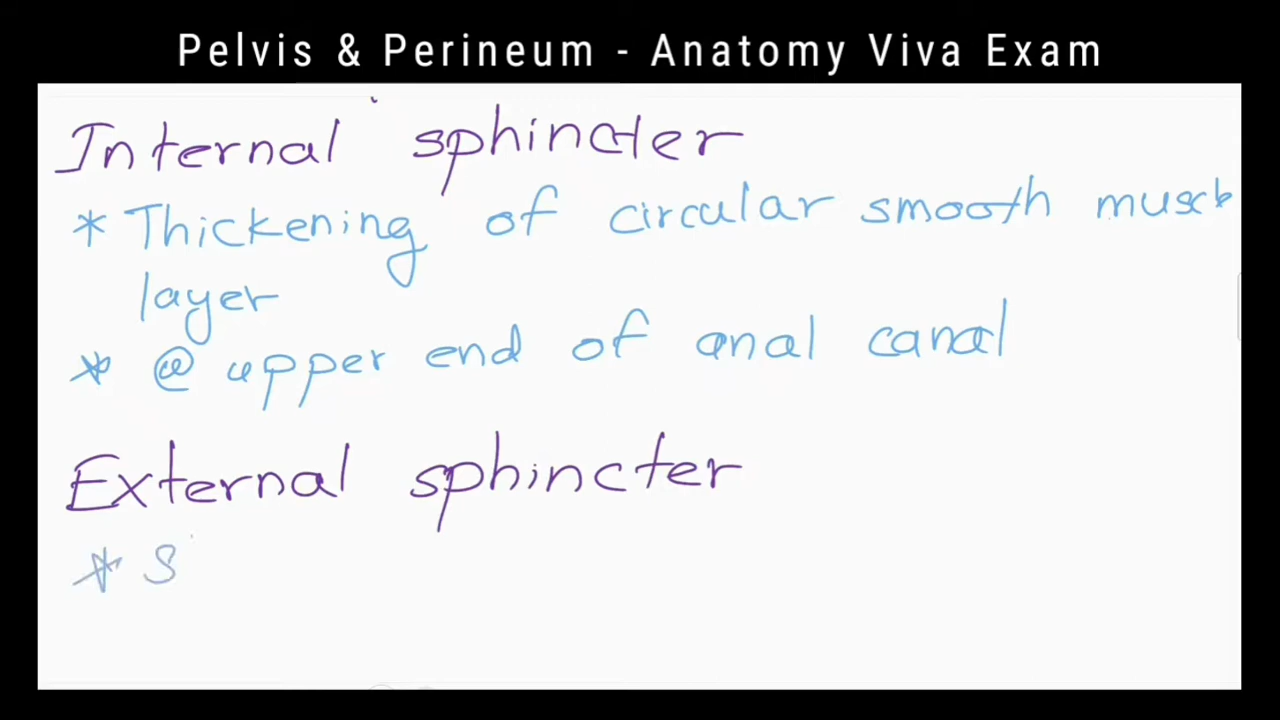 Pelvis & Perineum - Anatomy Viva Exam
Internal sphincter
* Thickening of circular smooth muscle
layer
* @ upper end of anal canal
External sphincter
* S